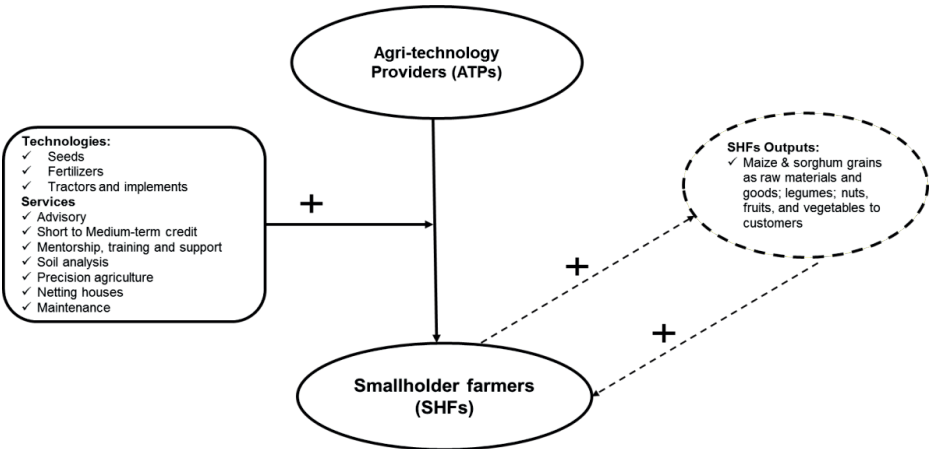 Agri-technology
Providers (ATPs)
Technologies:
✓ Seeds
✓ Fertilizers
✓ Tractors and implements
Services
✓ Advisory
✓ Short to Medium-term credit
✓ Mentorship, training and support
✓ Soil analysis
✓ Precision agriculture
✓ Netting houses
✓ Maintenance
+
SHFs Outputs:
✓ Maize & sorghum grains
as raw materials and
goods; legumes; nuts,
fruits, and vegetables to
customers
+
+
Smallholder farmers
(SHFs)